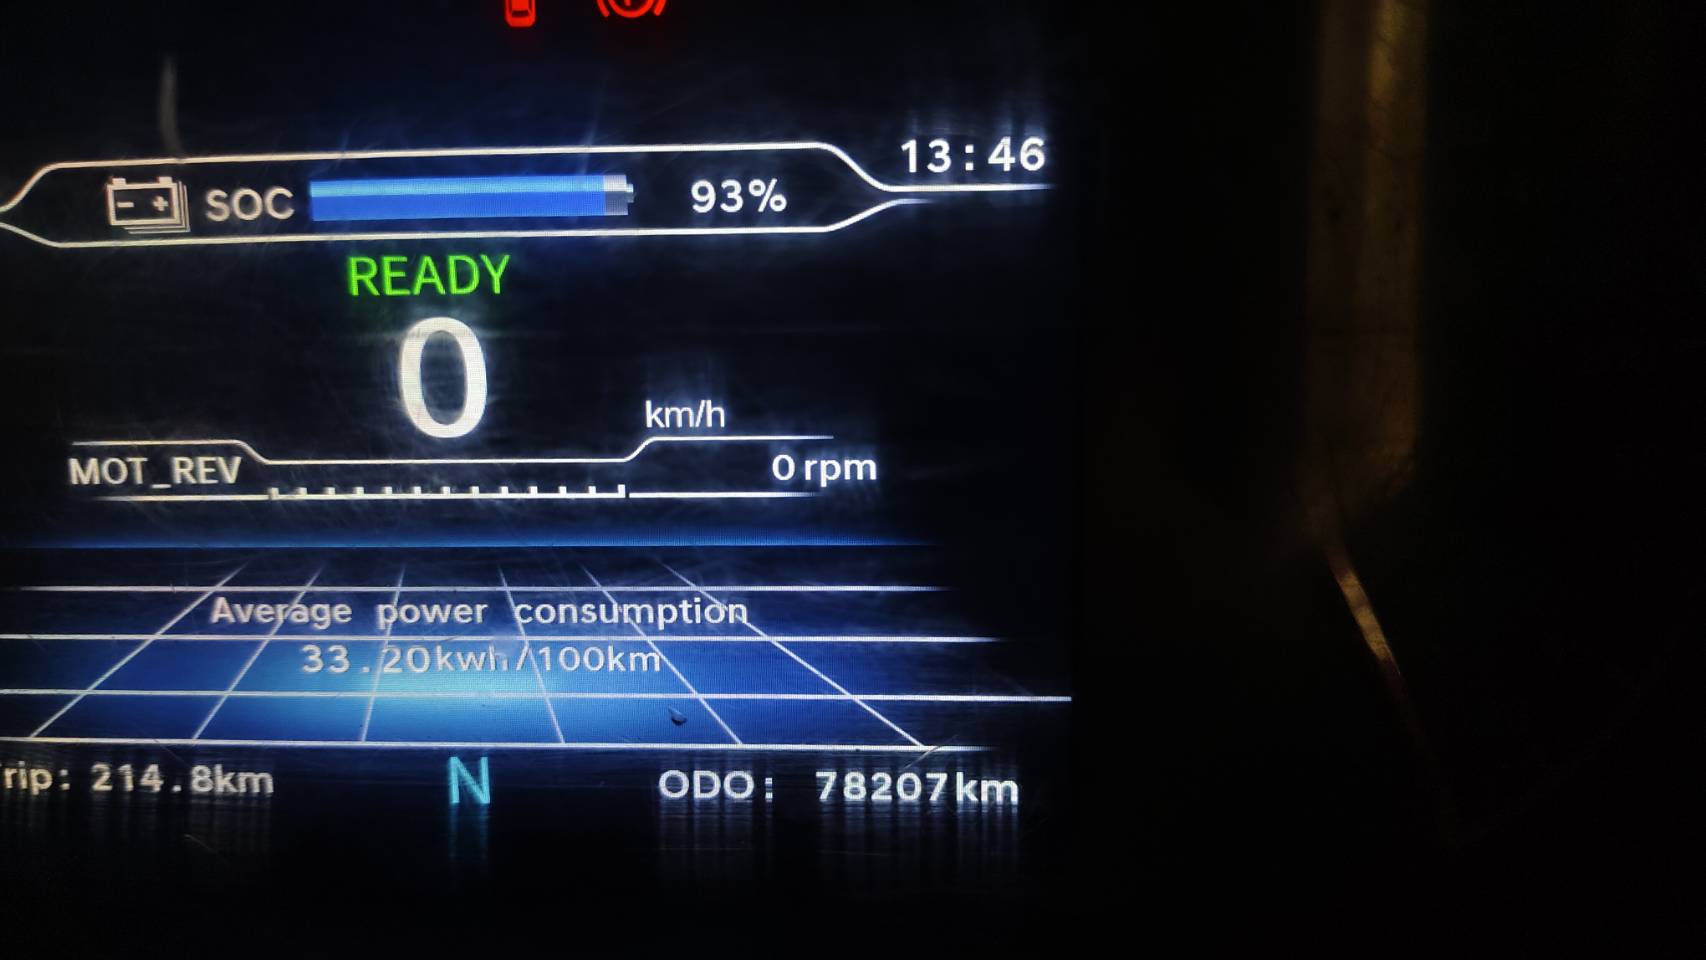 13:46
SOC 93%
READY
0
km/h
MOT_REV 0 rpm
Average power consumption
33.20kwh/100km
rip: 214.8km N ODO: 78207km